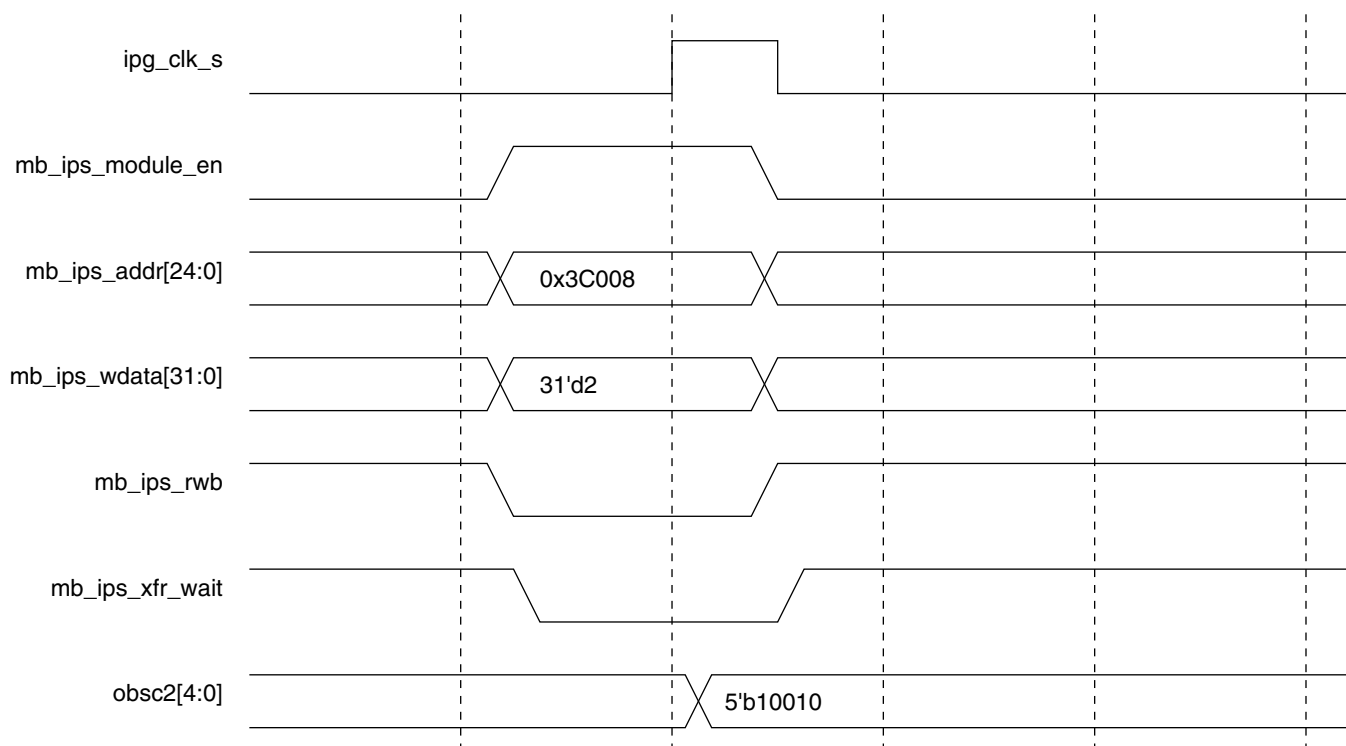 ipg_clk_s
mb_ips_module_en
mb_ips_addr[24:0]
0x3C008
mb_ips_wdata[31:0]
31'd2
mb_ips_rwb
mb_ips_xfr_wait
obsc2[4:0]
5'b10010